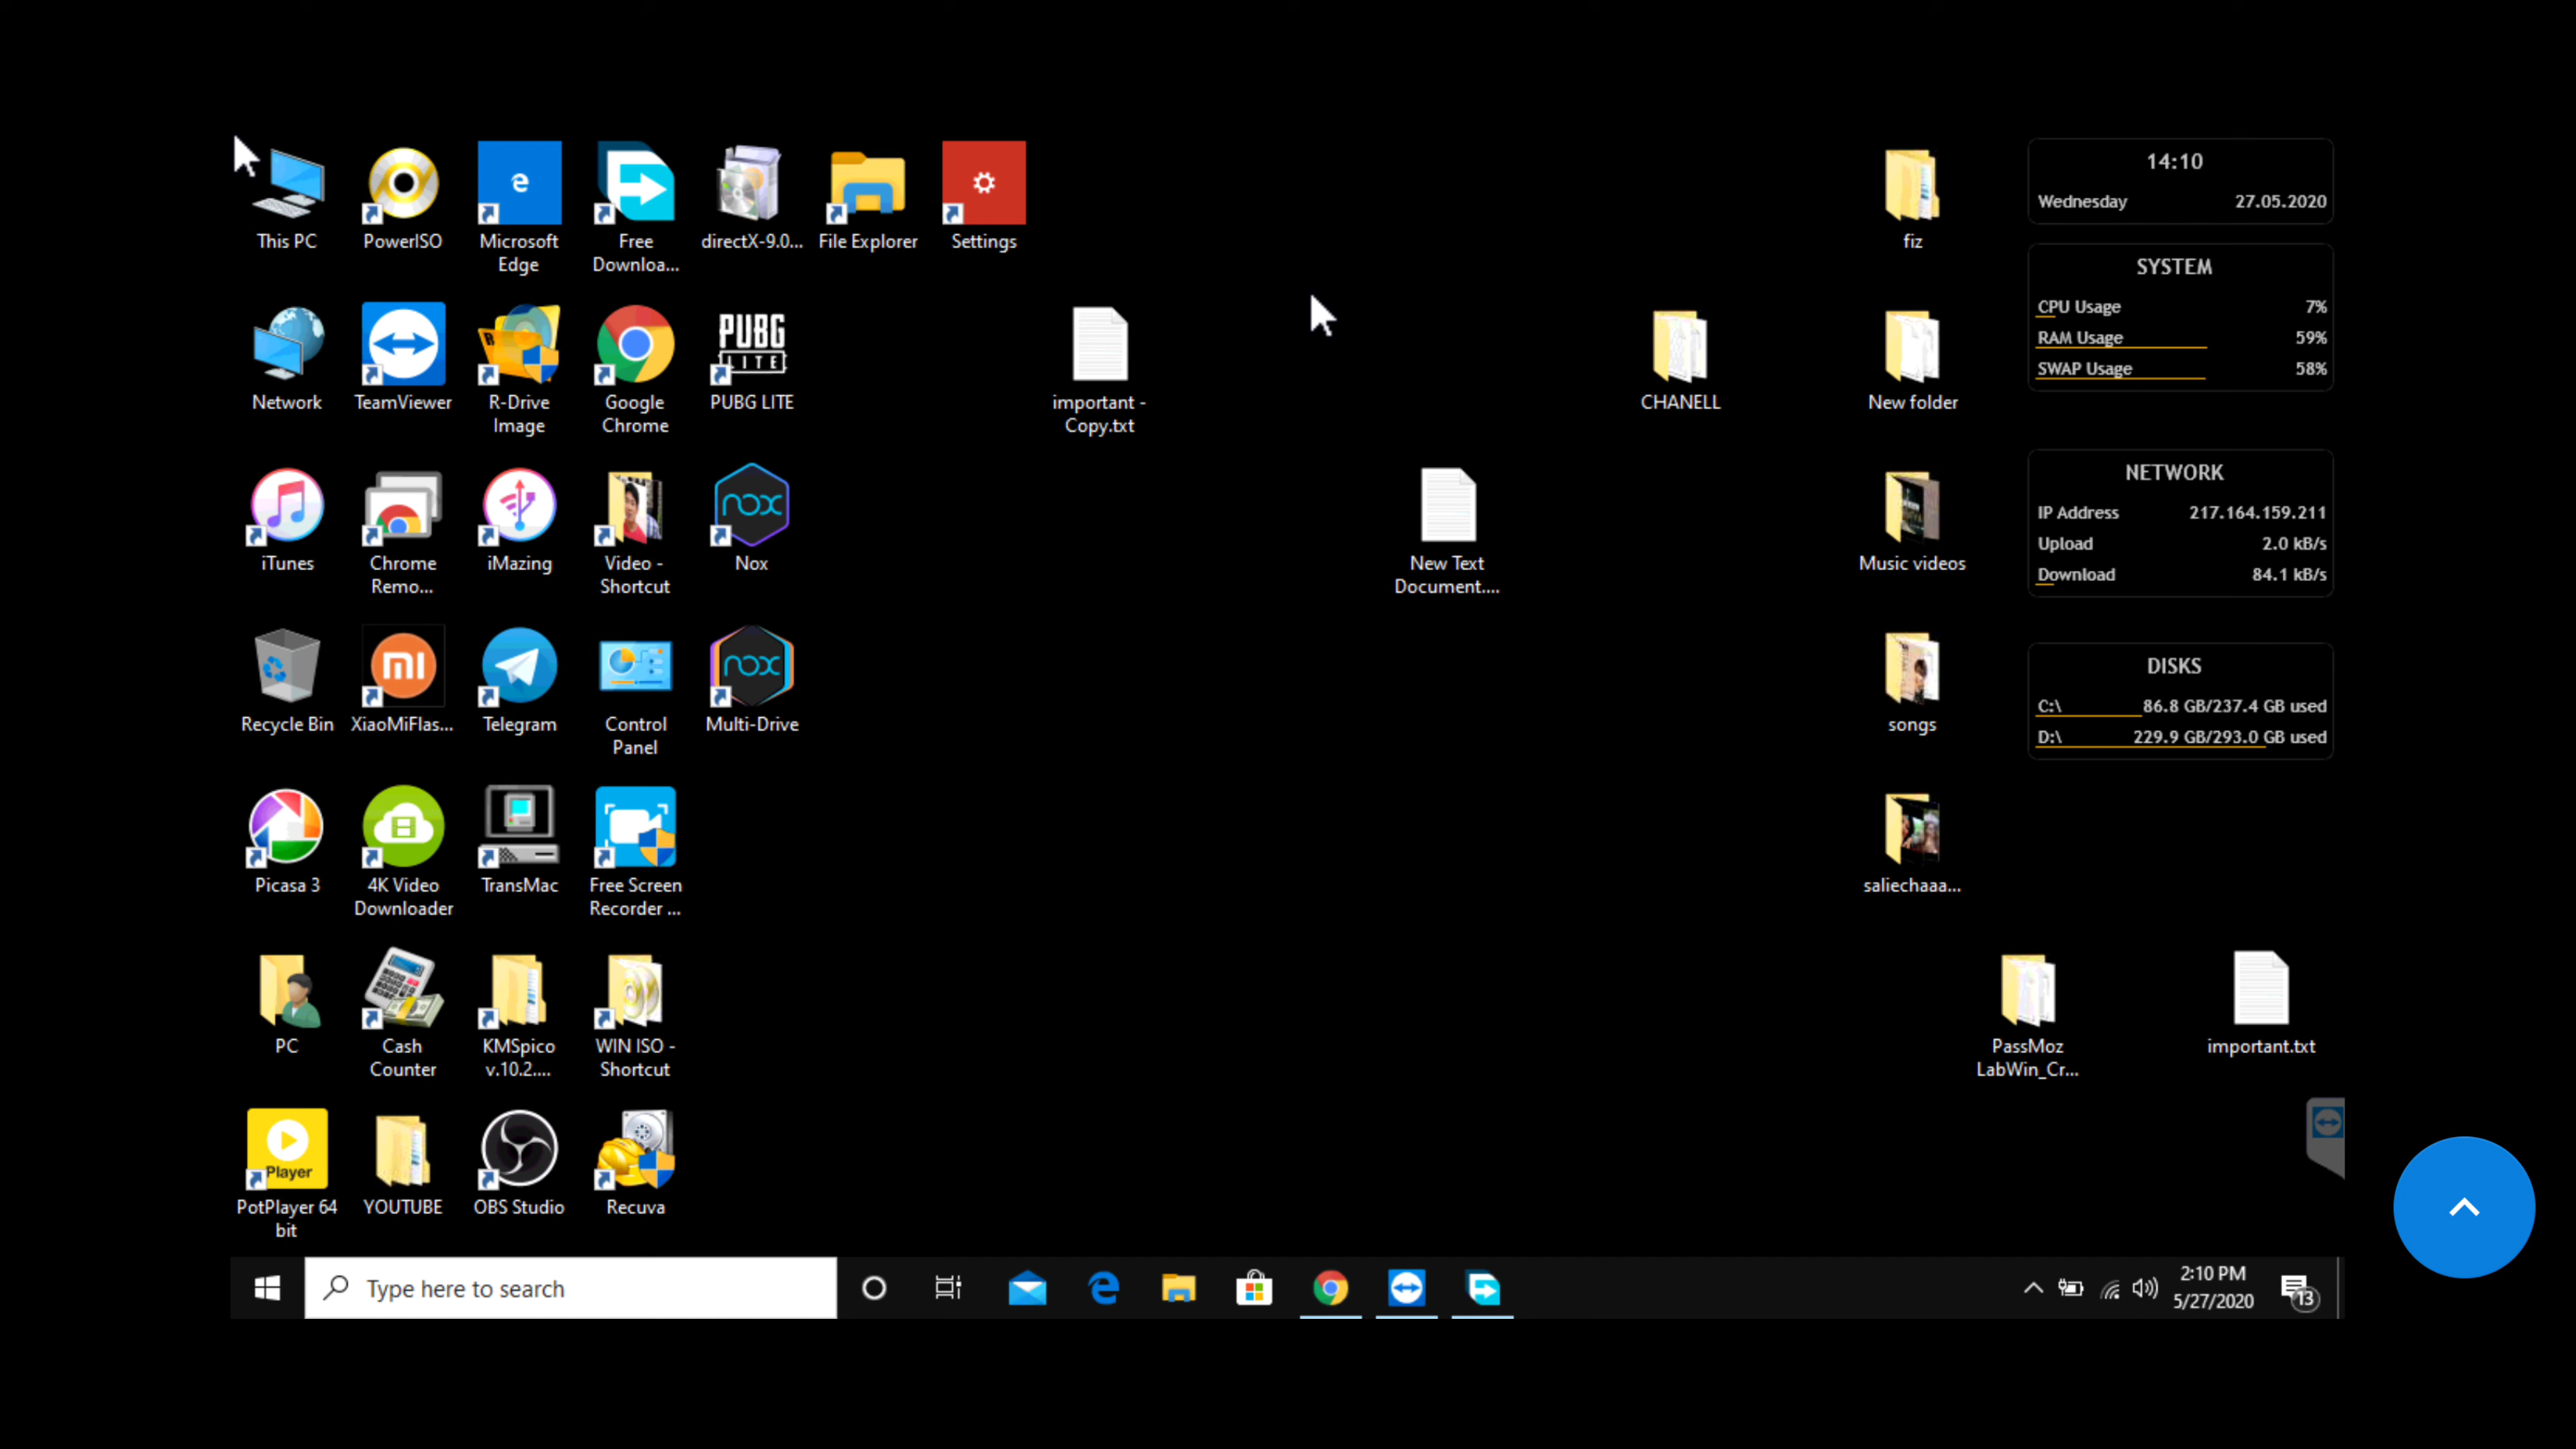 This PC
PowerISO
Microsoft
Edge
Free
Downloa...
directX-9.0...
File Explorer
Settings
fiz
14:10
Wednesday 27.05.2020
SYSTEM
CPU Usage 7%
RAM Usage 59%
SWAP Usage 58%
Network
TeamViewer
R-Drive
Image
Google
Chrome
PUBG
LITE
PUBG LITE
important -
Copy.txt
CHANELL
New folder
NETWORK
IP Address 217.164.159.211
Upload 2.0 kB/s
Download 84.1 kB/s
iTunes
Chrome
Remo...
iMazing
Video -
Shortcut
nox
Nox
New Text
Document....
Music videos
DISKS
C:\ 86.8 GB/237.4 GB used
D:\ 229.9 GB/293.0 GB used
Recycle Bin
XiaoMiFlas...
Telegram
Control
Panel
nox
Multi-Drive
songs
Picasa 3
4K Video
Downloader
TransMac
Free Screen
Recorder ...
saliechaaa...
PC
Cash
Counter
KMSpico
v.10.2....
WIN ISO -
Shortcut
PassMoz
LabWin_Cr...
important.txt
Player
PotPlayer 64
bit
YOUTUBE
OBS Studio
Recuva
Type here to search
2:10 PM
5/27/2020
13